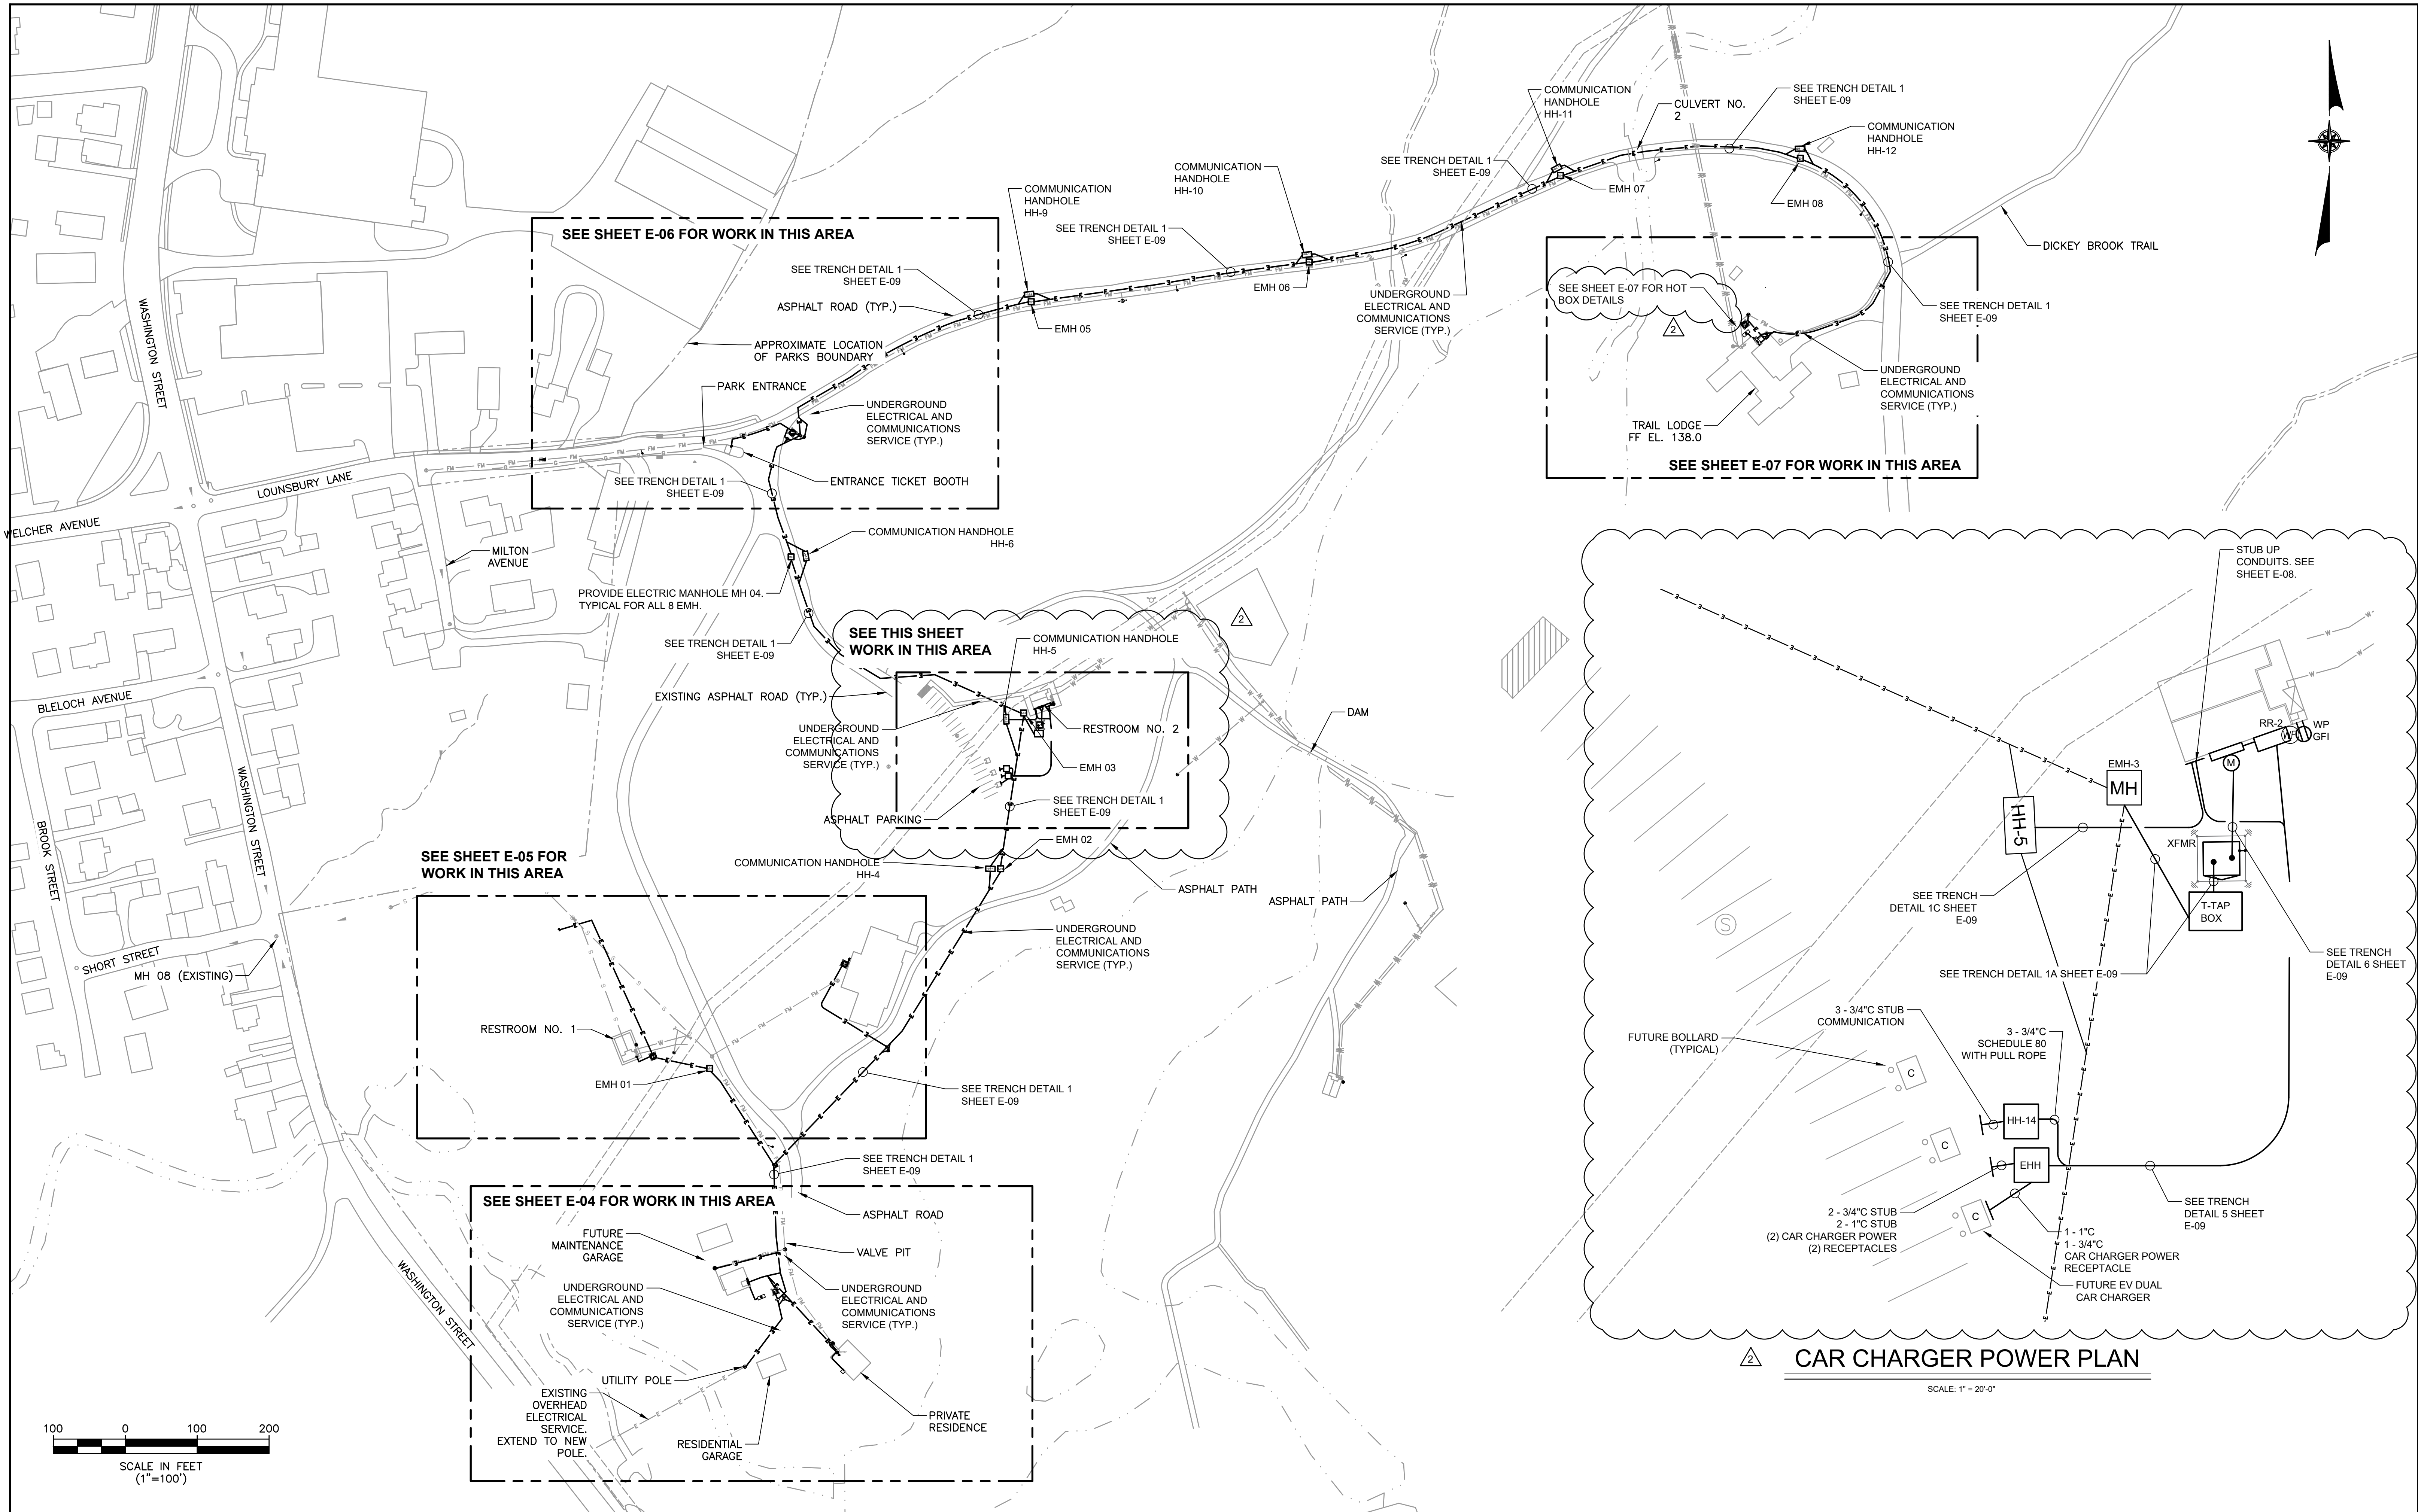 COMMUNICATION
HANDHOLE
HH-11
CULVERT NO.
2
SEE TRENCH DETAIL 1
SHEET E-09
COMMUNICATION
HANDHOLE
HH-12
COMMUNICATION
HANDHOLE
HH-10
SEE TRENCH DETAIL 1
SHEET E-09
COMMUNICATION
HANDHOLE
HH-9
EMH 07
EMH 08
SEE SHEET E-06 FOR WORK IN THIS AREA
SEE TRENCH DETAIL 1
SHEET E-09
DICKEY BROOK TRAIL
SEE TRENCH DETAIL 1
SHEET E-09
ASPHALT ROAD (TYP.)
EMH 06
EMH 05
UNDERGROUND
ELECTRICAL AND
COMMUNICATIONS
SERVICE (TYP.)
SEE SHEET E-07 FOR HOT
BOX DETAILS
2
SEE TRENCH DETAIL 1
SHEET E-09
WASHINGTON STREET
APPROXIMATE LOCATION
OF PARKS BOUNDARY
PARK ENTRANCE
UNDERGROUND
ELECTRICAL AND
COMMUNICATIONS
SERVICE (TYP.)
UNDERGROUND
ELECTRICAL AND
COMMUNICATIONS
SERVICE (TYP.)
TRAIL LODGE
FF EL. 138.0
SEE SHEET E-07 FOR WORK IN THIS AREA
LOUNSBURY LANE
WELCHER AVENUE
SEE TRENCH DETAIL 1
SHEET E-09
ENTRANCE TICKET BOOTH
COMMUNICATION HANDHOLE
HH-6
MILTON
AVENUE
PROVIDE ELECTRIC MANHOLE MH 04.
TYPICAL FOR ALL 8 EMH.
SEE TRENCH DETAIL 1
SHEET E-09
SEE THIS SHEET
WORK IN THIS AREA
2
COMMUNICATION HANDHOLE
HH-5
EXISTING ASPHALT ROAD (TYP.)
BLELOCH AVENUE
UNDERGROUND
ELECTRICAL AND
COMMUNICATIONS
SERVICE (TYP.)
RESTROOM NO. 2
DAM
EMH 03
SEE TRENCH DETAIL 1
SHEET E-09
ASPHALT PARKING
WASHINGTON STREET
BROOK STREET
EMH 02
COMMUNICATION HANDHOLE
HH-4
SEE SHEET E-05 FOR
WORK IN THIS AREA
ASPHALT PATH
ASPHALT PATH
UNDERGROUND
ELECTRICAL AND
COMMUNICATIONS
SERVICE (TYP.)
SHORT STREET
MH 08 (EXISTING)
RESTROOM NO. 1
EMH 01
SEE TRENCH DETAIL 1
SHEET E-09
SEE TRENCH DETAIL 1
SHEET E-09
SEE SHEET E-04 FOR WORK IN THIS AREA
ASPHALT ROAD
FUTURE
MAINTENANCE
GARAGE
VALVE PIT
UNDERGROUND
ELECTRICAL AND
COMMUNICATIONS
SERVICE (TYP.)
UNDERGROUND
ELECTRICAL AND
COMMUNICATIONS
SERVICE (TYP.)
WASHINGTON STREET
UTILITY POLE
EXISTING
OVERHEAD
ELECTRICAL
SERVICE.
EXTEND TO NEW
POLE.
RESIDENTIAL
GARAGE
PRIVATE
RESIDENCE
100 0 100 200
SCALE IN FEET
(1"=100')
STUB UP
CONDUITS. SEE
SHEET E-08.
RR-2
WP
GFI
M
EMH-3
MH
HH-5
XFMR
T-TAP
BOX
SEE TRENCH
DETAIL 1C SHEET
E-09
S
SEE TRENCH DETAIL 1A SHEET E-09
SEE TRENCH
DETAIL 6 SHEET
E-09
3 - 3/4"C STUB
COMMUNICATION
3 - 3/4"C
SCHEDULE 80
WITH PULL ROPE
FUTURE BOLLARD
(TYPICAL)
C
HH-14
C
EHH
C
2 - 3/4"C STUB
2 - 1"C STUB
(2) CAR CHARGER POWER
(2) RECEPTACLES
SEE TRENCH
DETAIL 5 SHEET
E-09
1 - 1"C
1 - 3/4"C
CAR CHARGER POWER
RECEPTACLE
FUTURE EV DUAL
CAR CHARGER
2
CAR CHARGER POWER PLAN
SCALE: 1" = 20'-0"